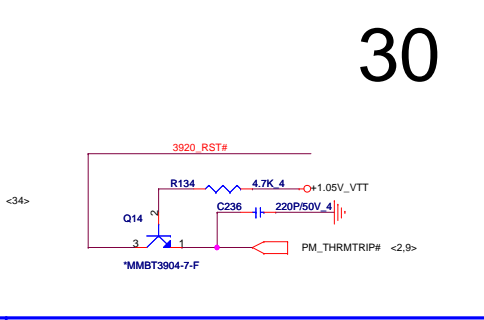 30
3920_RST#
R134 4.7K_4 +1.05V_VTT
<34>
C236 220P/50V_4
Q14 2
3 1 PM_THRMTRIP# <2,9>
*MMBT3904-7-F